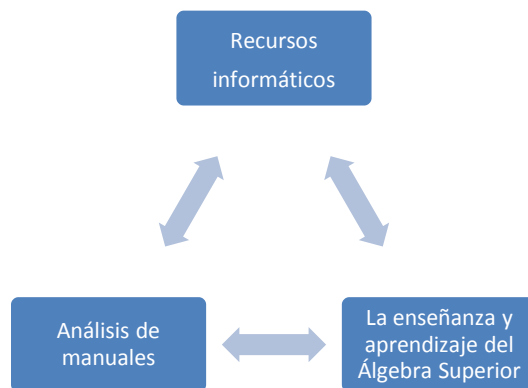 Recursos
informáticos
Análisis de
manuales
La enseñanza y
aprendizaje del
Álgebra Superior